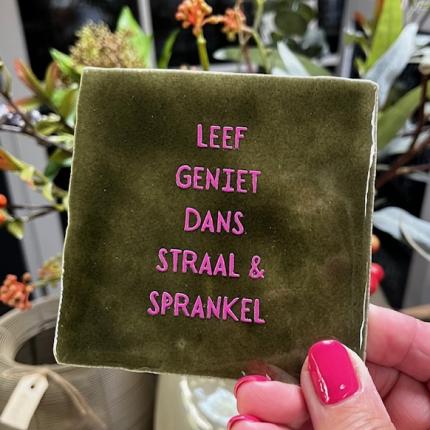 LEEF
GENIET
DANS
STRAAL &
SPRANKEL